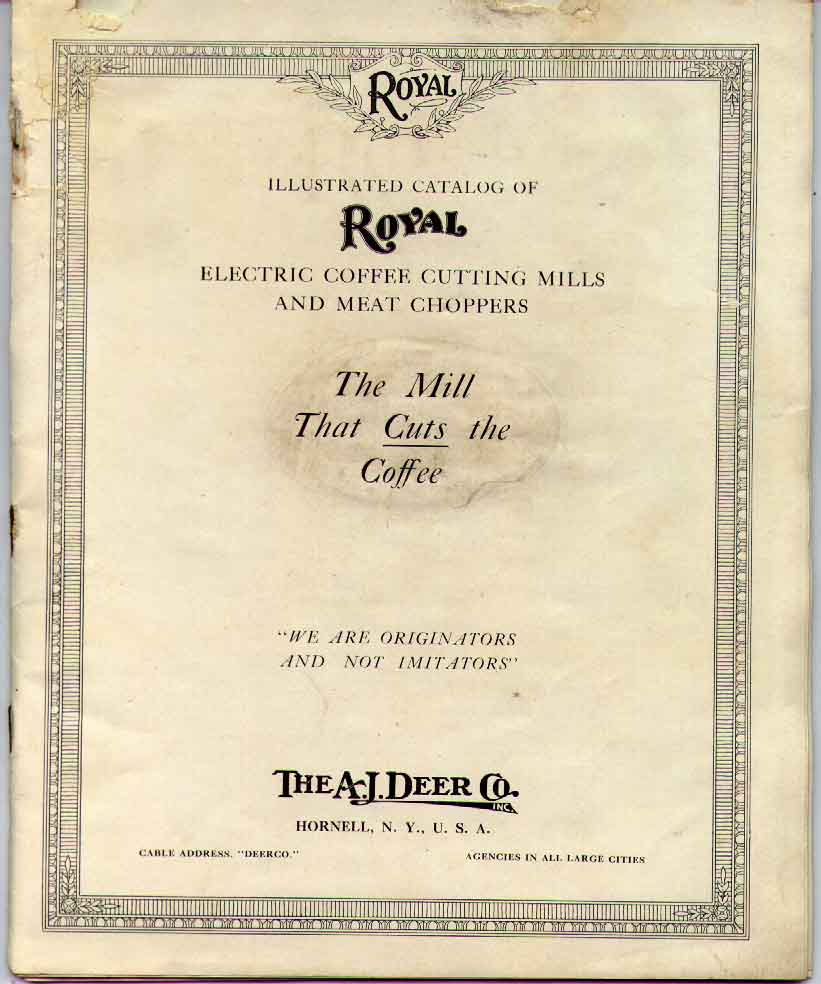 ROYAL
ILLUSTRATED CATALOG OF
ROYAL
ELECTRIC COFFEE CUTTING MILLS
AND MEAT CHOPPERS
The Mill
That Cuts the
Coffee
"WE ARE ORIGINATORS
AND NOT IMITATORS"
THE A.J. DEER CO.
INC.
HORNELL, N. Y., U. S. A.
CABLE ADDRESS, "DEERCO." AGENCIES IN ALL LARGE CITIES